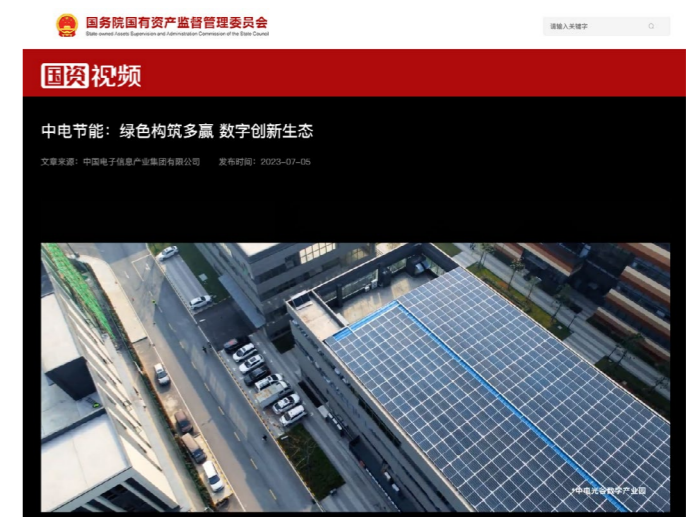 国务院国有资产监督管理委员会
State-owned Assets Supervision and Administration Commission of the State Council
请输入关键字
国资视频
中电节能：绿色构筑多赢 数字创新生态
文章来源：中国电子信息产业集团有限公司 发布时间：2023-07-05
中电光谷数字产业园